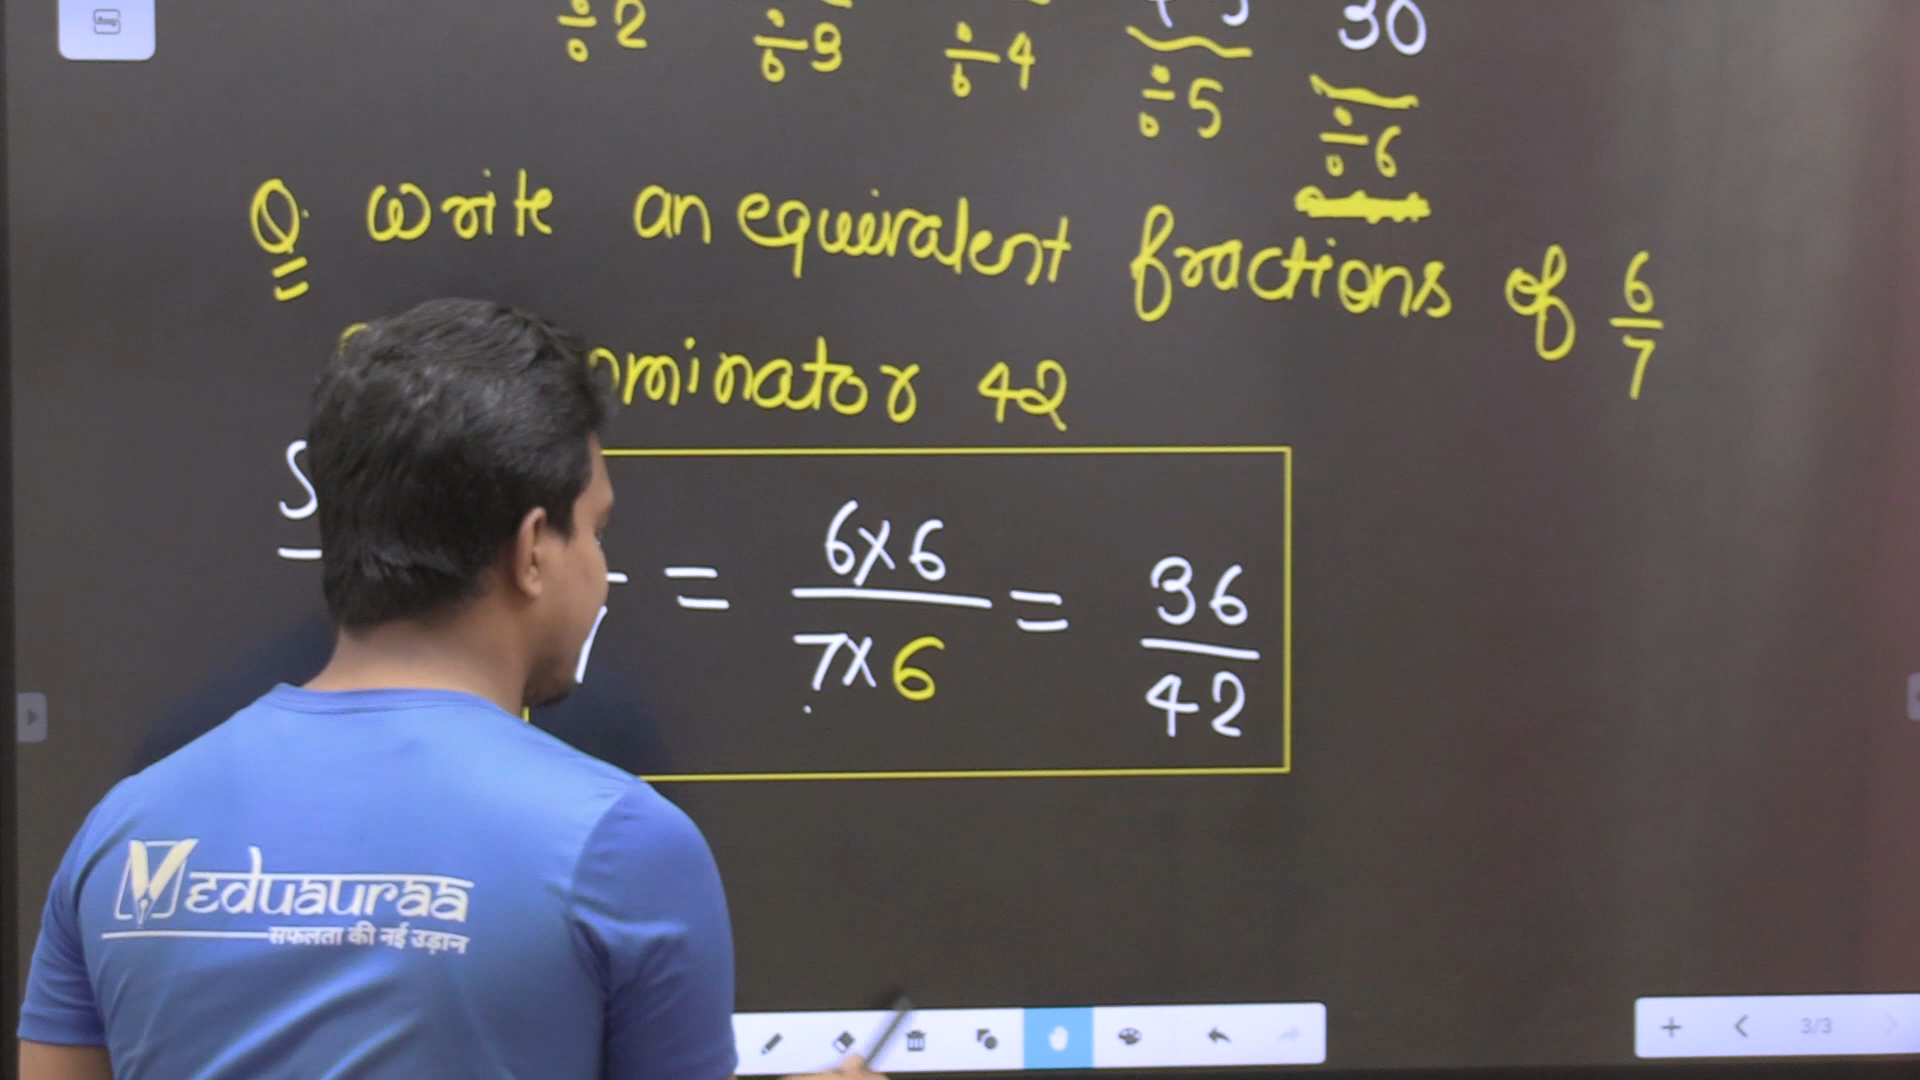 ÷2 ÷3 ÷4 ÷5 30
÷6
Q. Write an equivalent fractions of 6/7
42
= 6×6/7×6 = 36/42
eduauraa
सफलता की नई उड़ान
3/3